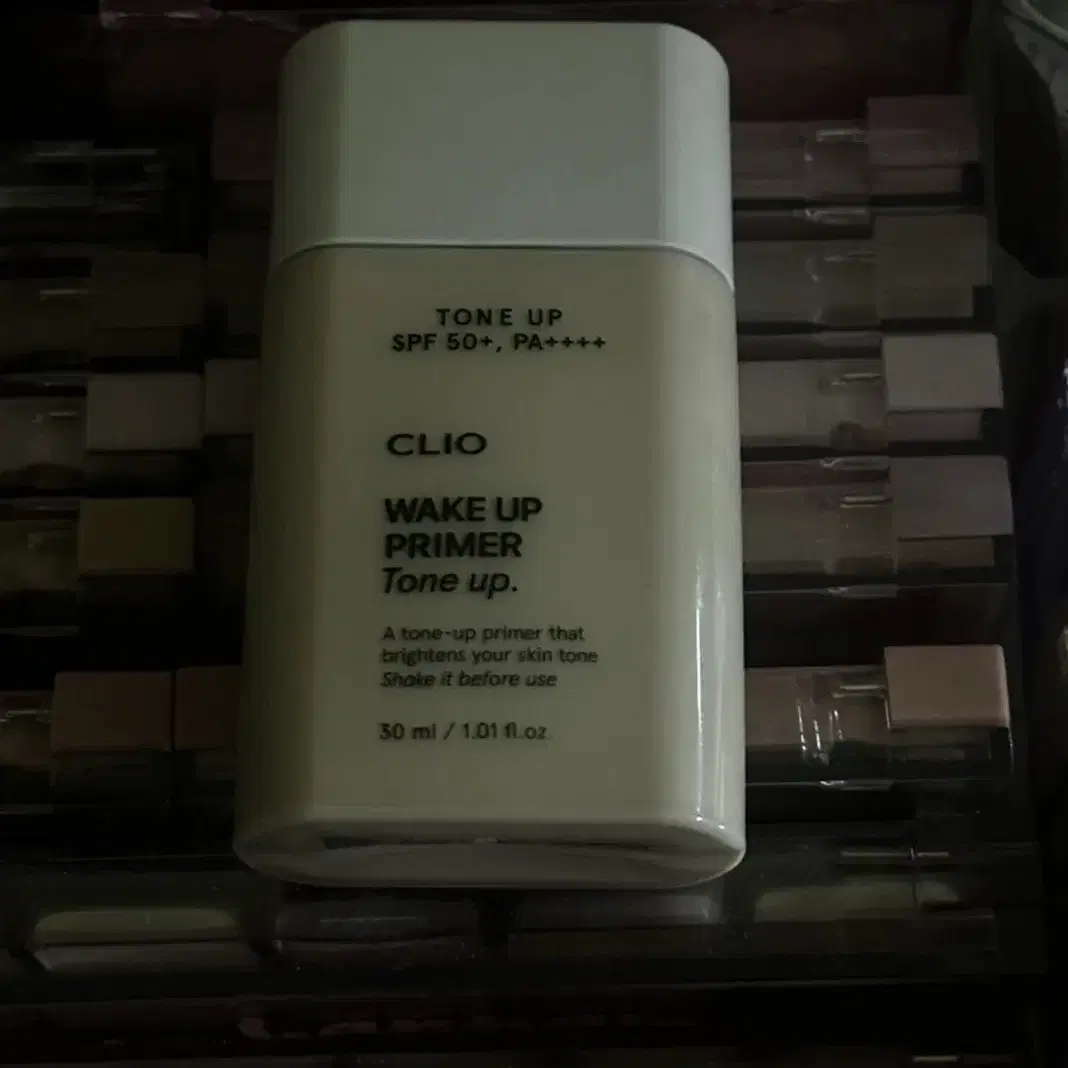 TONE UP
SPF 50+, PA++++
CLIO
WAKE UP
PRIMER
Tone up.
A tone-up primer that
brightens your skin tone
Shake it before use
30 ml / 1.01 fl.oz.